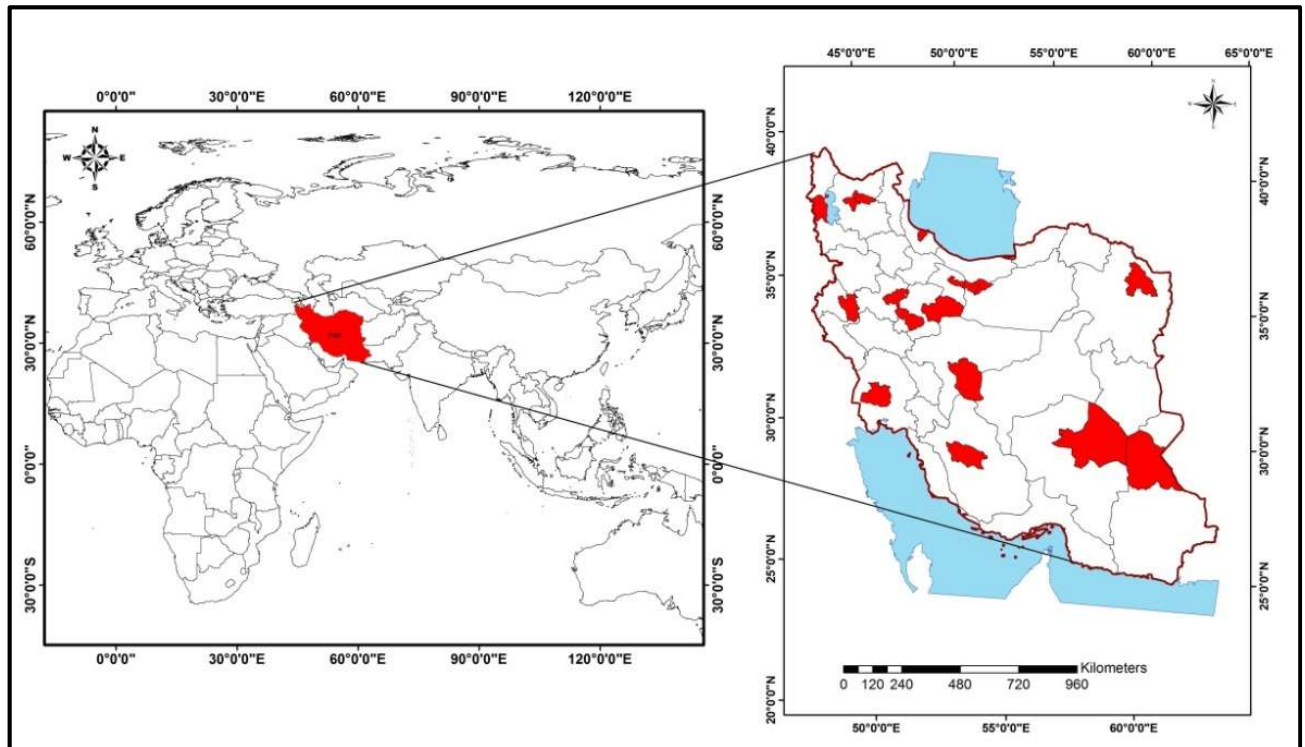 0°0'0" 30°0'0"E 60°0'0"E 90°0'0"E 120°0'0"E
N
W E
S
60°0'0"N
30°0'0"N
0°0'0"
30°0'0"S
60°0'0"N
30°0'0"N
0°0'0"
30°0'0"S
0°0'0" 30°0'0"E 60°0'0"E 90°0'0"E 120°0'0"E
45°0'0"E 50°0'0"E 55°0'0"E 60°0'0"E 65°0'0"E
40°0'0"N
35°0'0"N
30°0'0"N
25°0'0"N
20°0'0"N
40°0'0"N
35°0'0"N
30°0'0"N
25°0'0"N
Kilometers
0 120 240 480 720 960
50°0'0"E 55°0'0"E 60°0'0"E